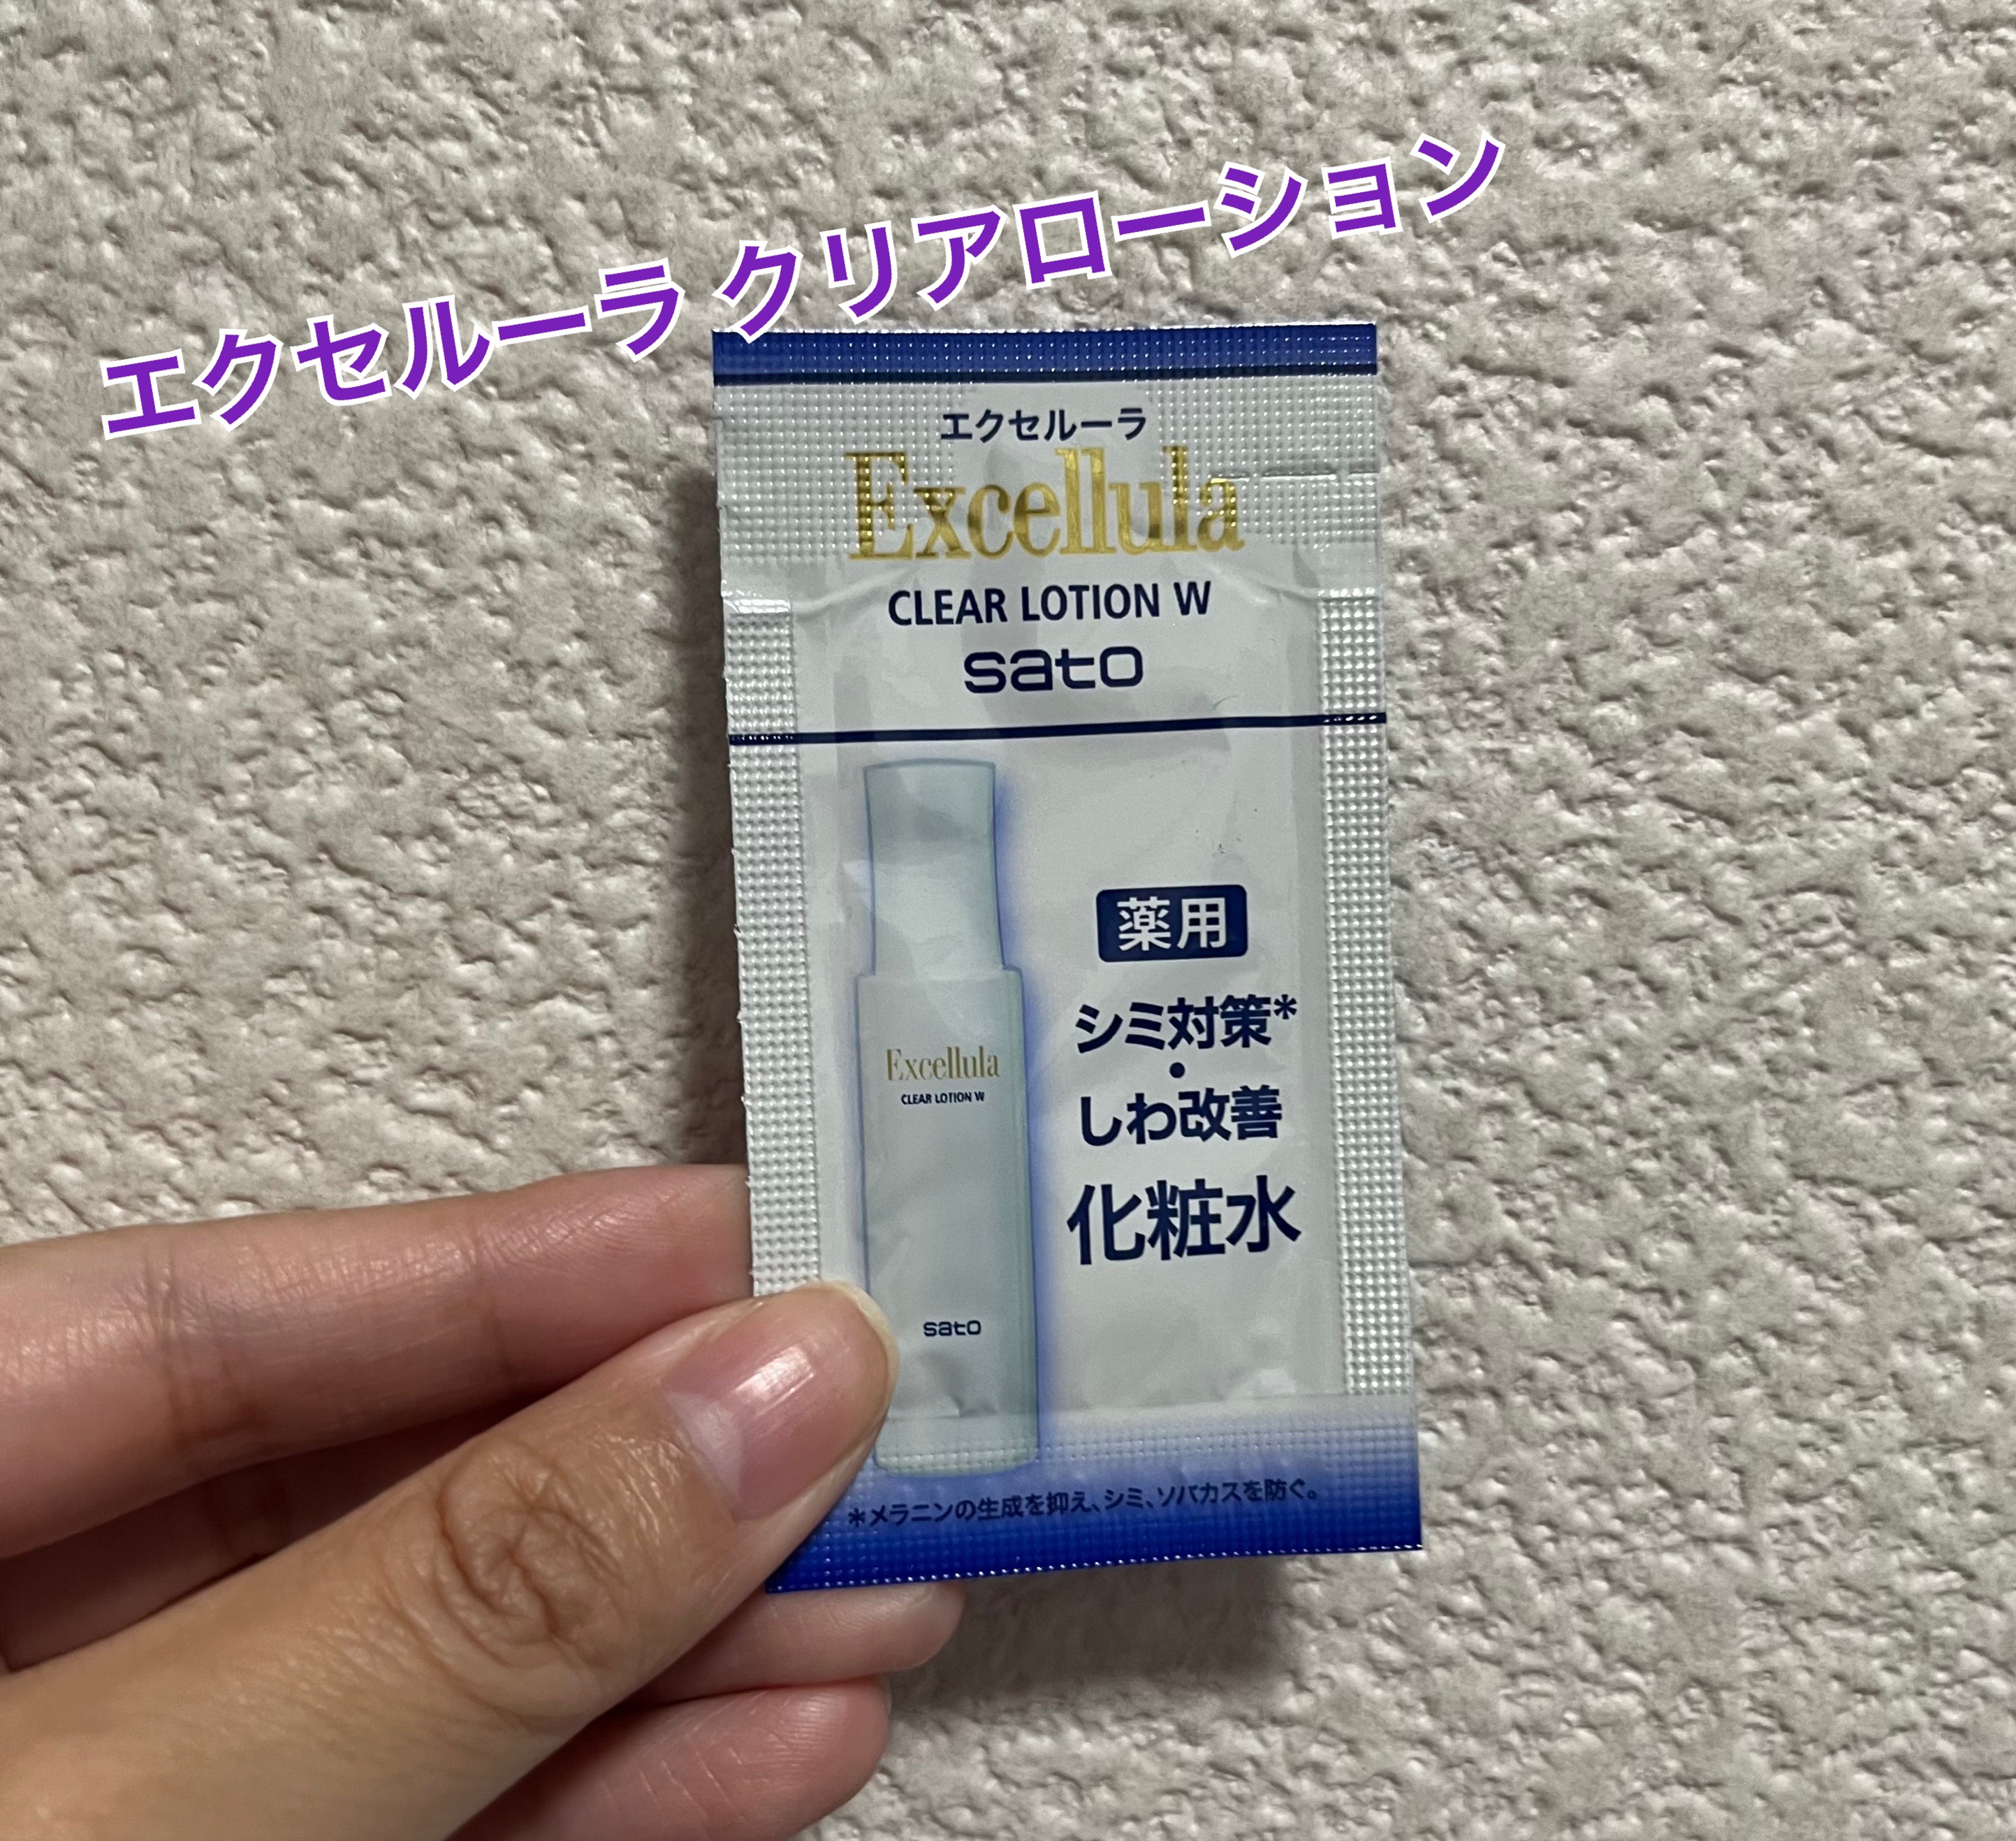 エクセルーラ クリアローション
エクセルーラ
Excellula
CLEAR LOTION W
sato
薬用
シミ対策*
・
しわ改善
化粧水
Excellula
CLEAR LOTION W
sato
*メラニンの生成を抑え、シミ、ソバカスを防ぐ。